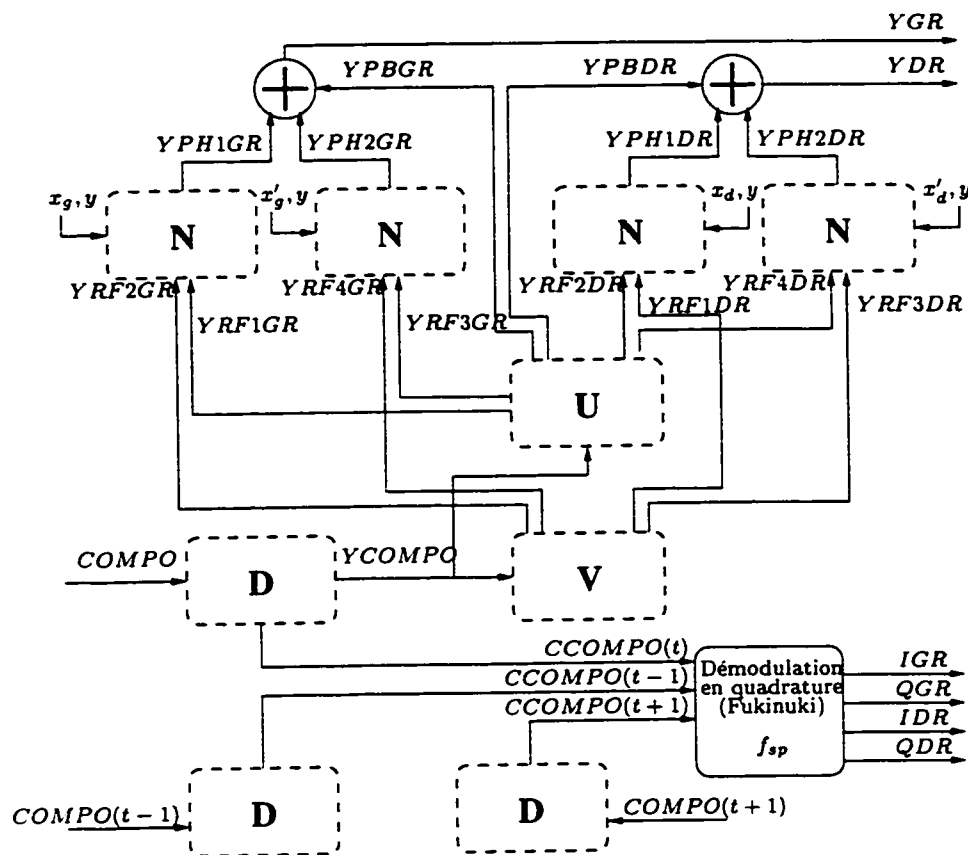 YGR
YPBGR
YPBDR
YDR
YPH1GR
YPH2GR
YPH1DR
YPH2DR
x_g, y
x'_g, y
x_d, y
x'_d, y
N
N
N
N
YRF2GR
YRF4GR
YRF2DR
YRF4DR
YRF1GR
YRF3GR
YRF1DR
YRF3DR
U
COMPO
YCOMPO
D
V
CCOMPO(t)
CCOMPO(t−1)
CCOMPO(t+1)
Démodulation
en quadrature
(Fukinuki)
f_{sp}
IGR
QGR
IDR
QDR
COMPO(t−1)
D
D
COMPO(t+1)